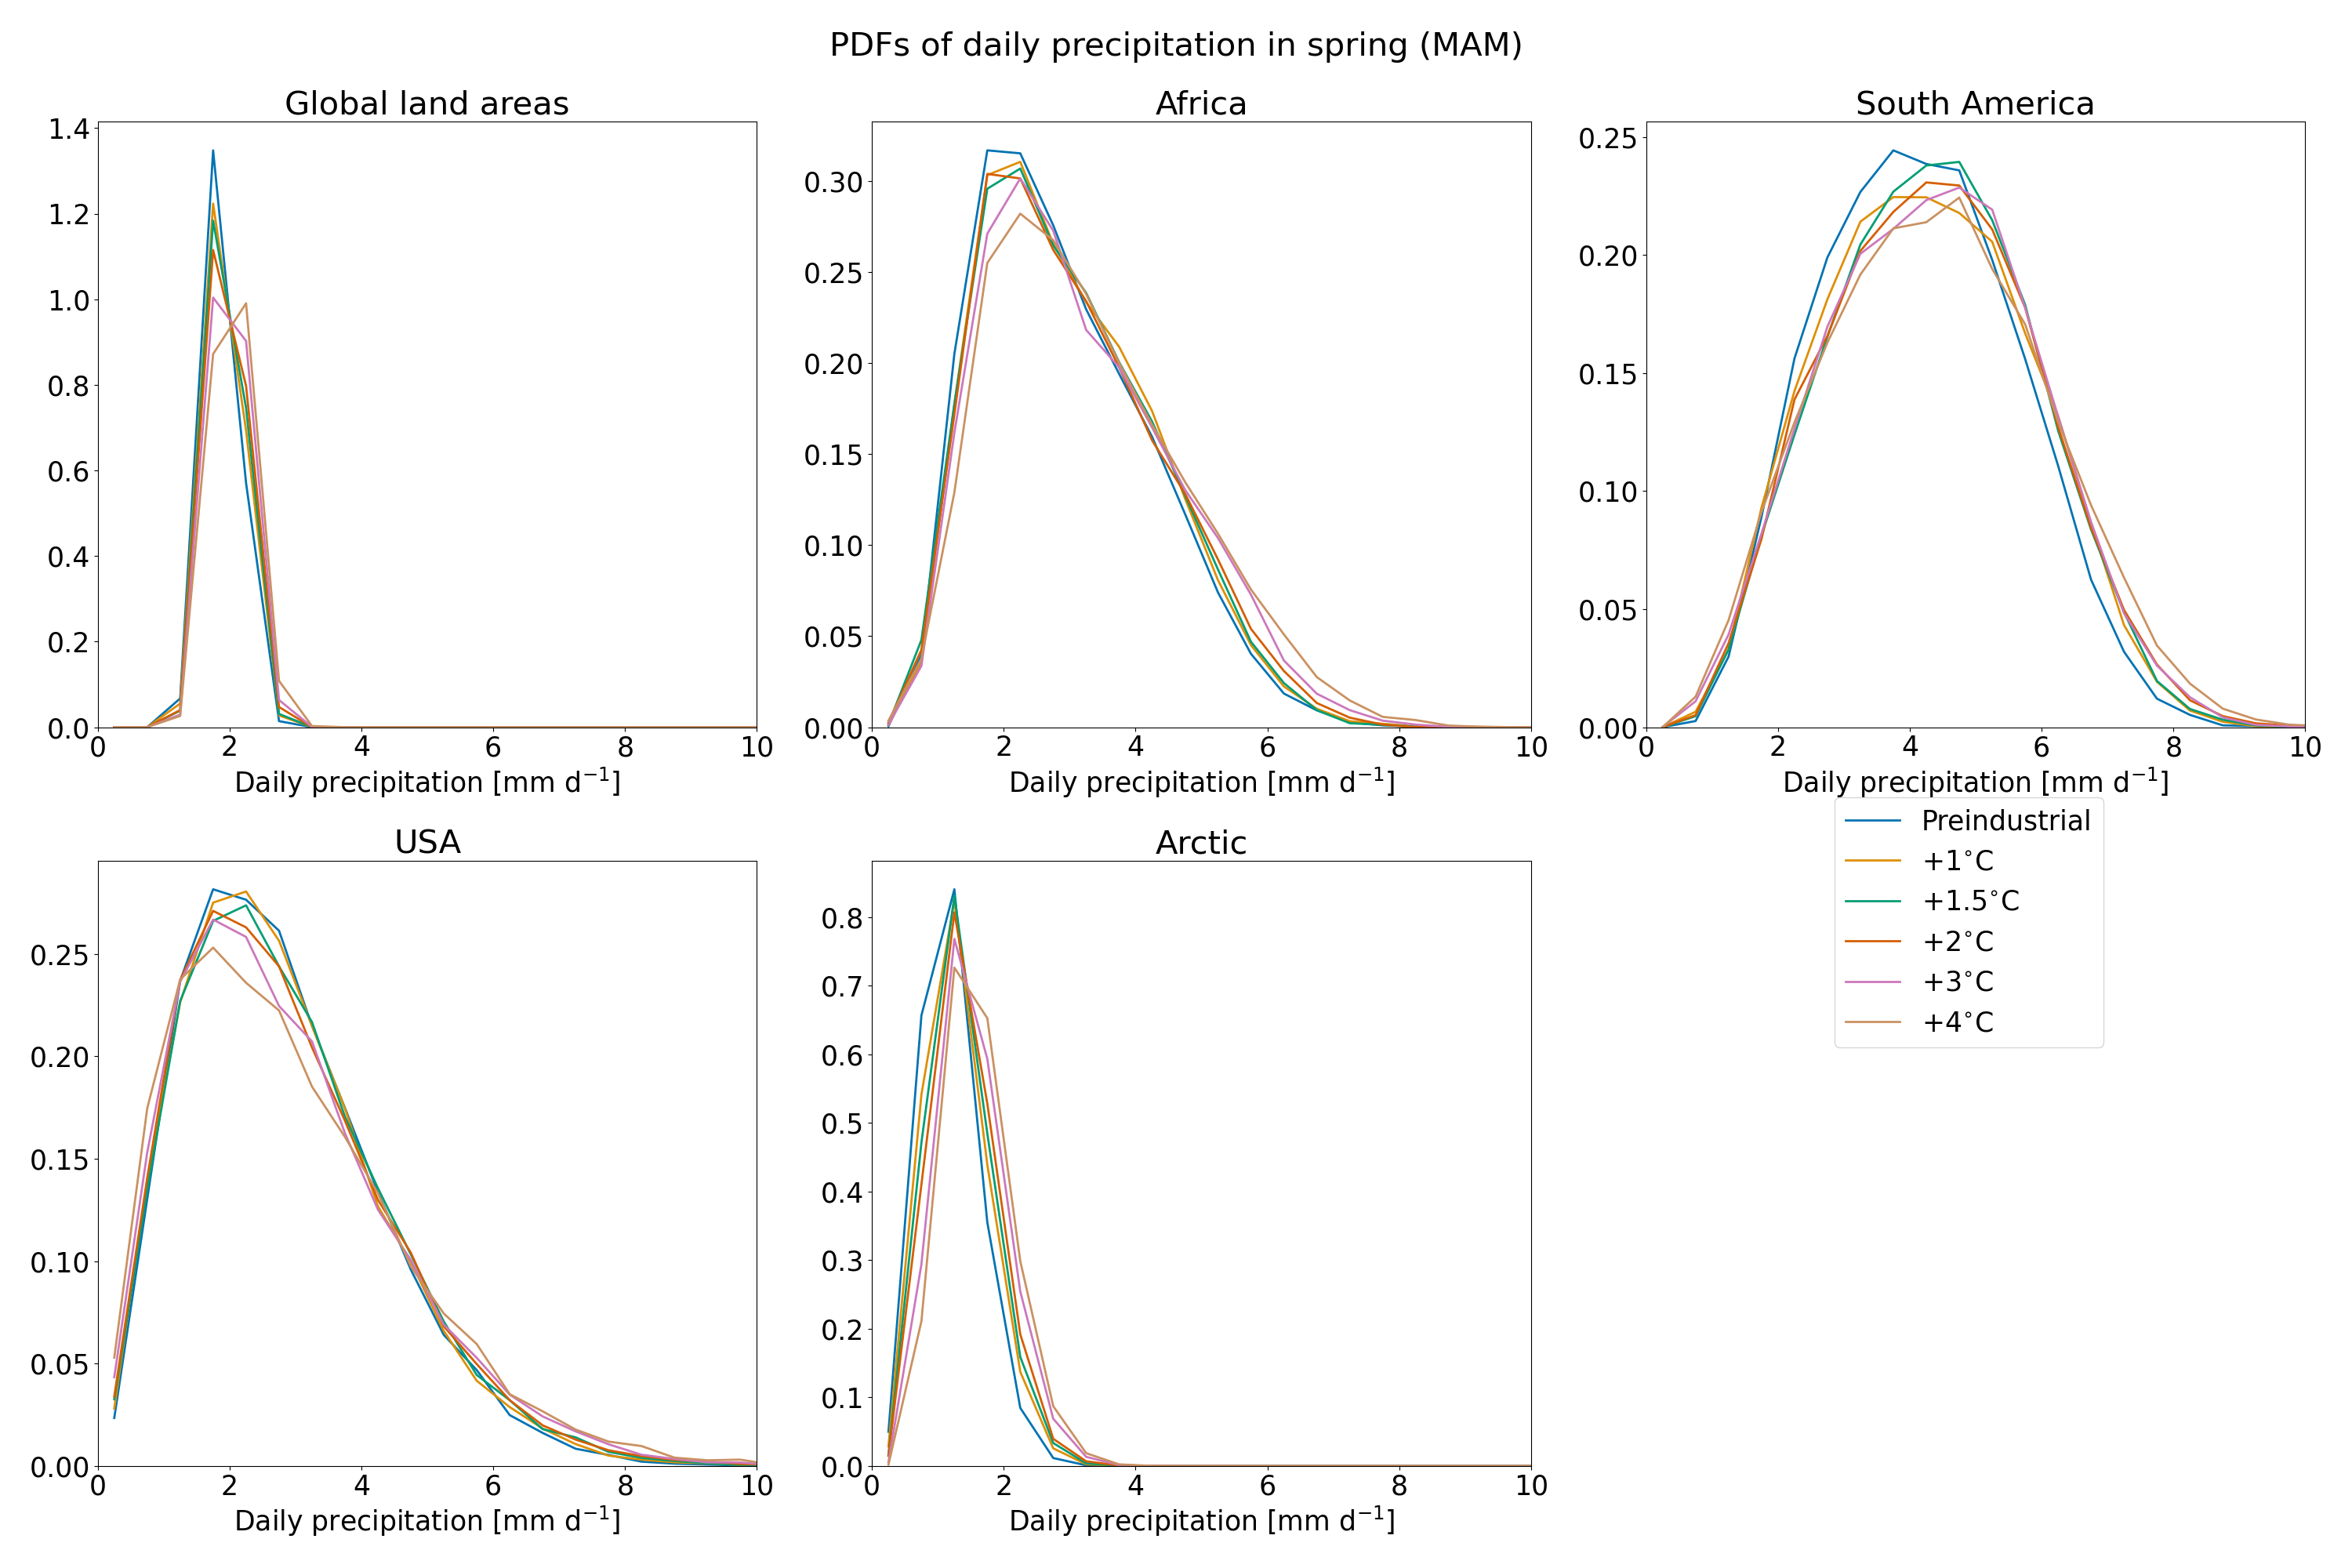 PDFs of daily precipitation in spring (MAM)
Global land areas
1.4
1.2
1.0
0.8
0.6
0.4
0.2
0.0
0 2 4 6 8 10
Daily precipitation [mm d⁻¹]
Africa
0.30
0.25
0.20
0.15
0.10
0.05
0.00
0 2 4 6 8 10
Daily precipitation [mm d⁻¹]
South America
0.25
0.20
0.15
0.10
0.05
0.00
0 2 4 6 8 10
Daily precipitation [mm d⁻¹]
Preindustrial
+1°C
+1.5°C
+2°C
+3°C
+4°C
USA
0.25
0.20
0.15
0.10
0.05
0.00
0 2 4 6 8 10
Daily precipitation [mm d⁻¹]
Arctic
0.8
0.7
0.6
0.5
0.4
0.3
0.2
0.1
0.0
0 2 4 6 8 10
Daily precipitation [mm d⁻¹]